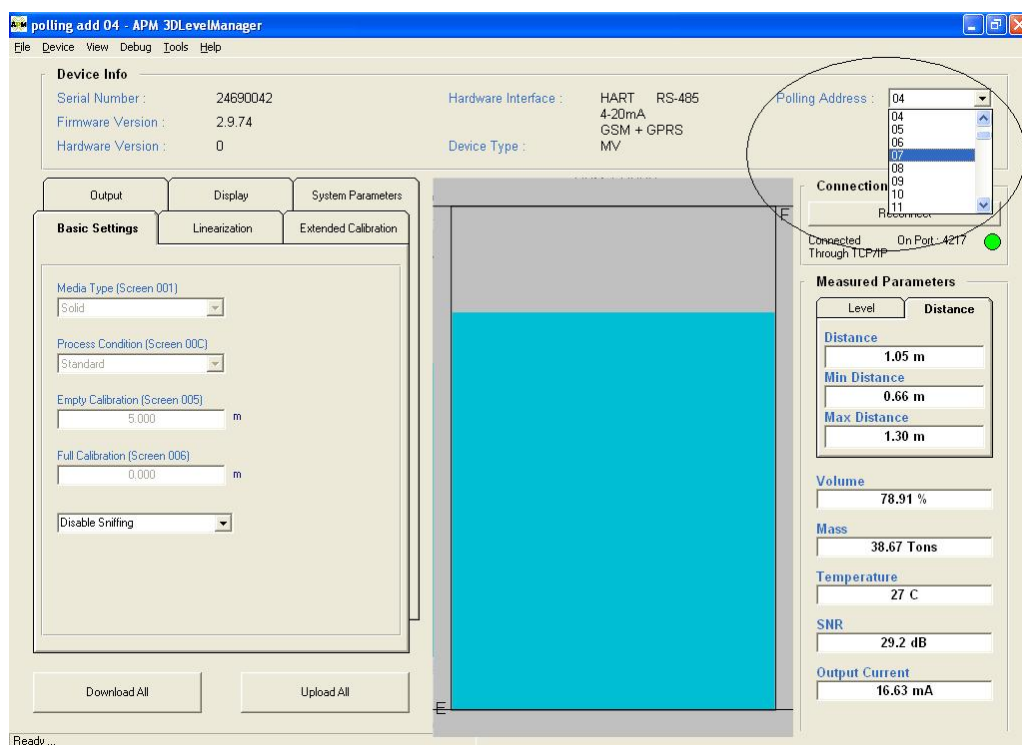 polling add 04 - APM 3DLevelManager
File Device View Debug Tools Help
Device Info
Serial Number : 24690042
Firmware Version : 2.9.74
Hardware Version : 0
Hardware Interface : HART RS-485
4-20mA
GSM + GPRS
Device Type : MV
Polling Address : 04
04
05
06
07
08
09
10
11
Output Display System Parameters
Basic Settings Linearization Extended Calibration
Media Type (Screen 001)
Solid
Process Condition (Screen 00C)
Standard
Empty Calibration (Screen 005)
5.000 m
Full Calibration (Screen 006)
0.000 m
Disable Sniffing
Download All Upload All
F
E
Connection
Reconnect
Connected On Port : 4217
Through TCP/IP
Measured Parameters
Level Distance
Distance
1.05 m
Min Distance
0.66 m
Max Distance
1.30 m
Volume
78.91 %
Mass
38.67 Tons
Temperature
27 C
SNR
29.2 dB
Output Current
16.63 mA
Ready ...